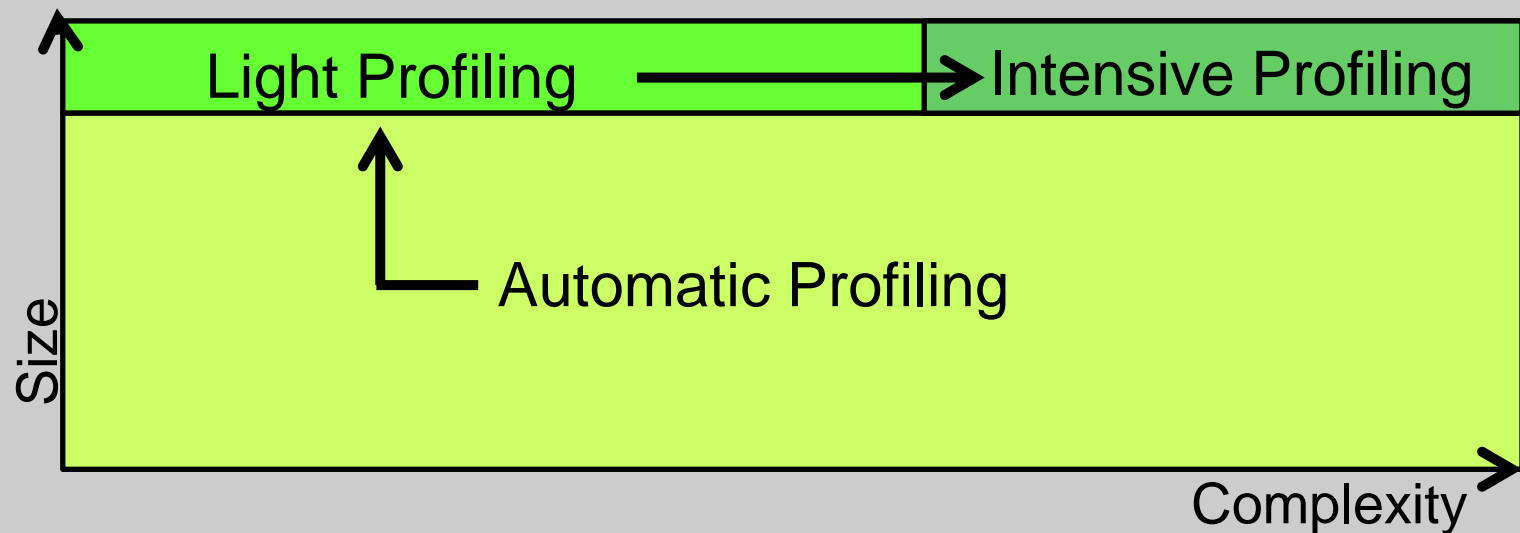 Light Profiling
Intensive Profiling
Automatic Profiling
Size
Complexity